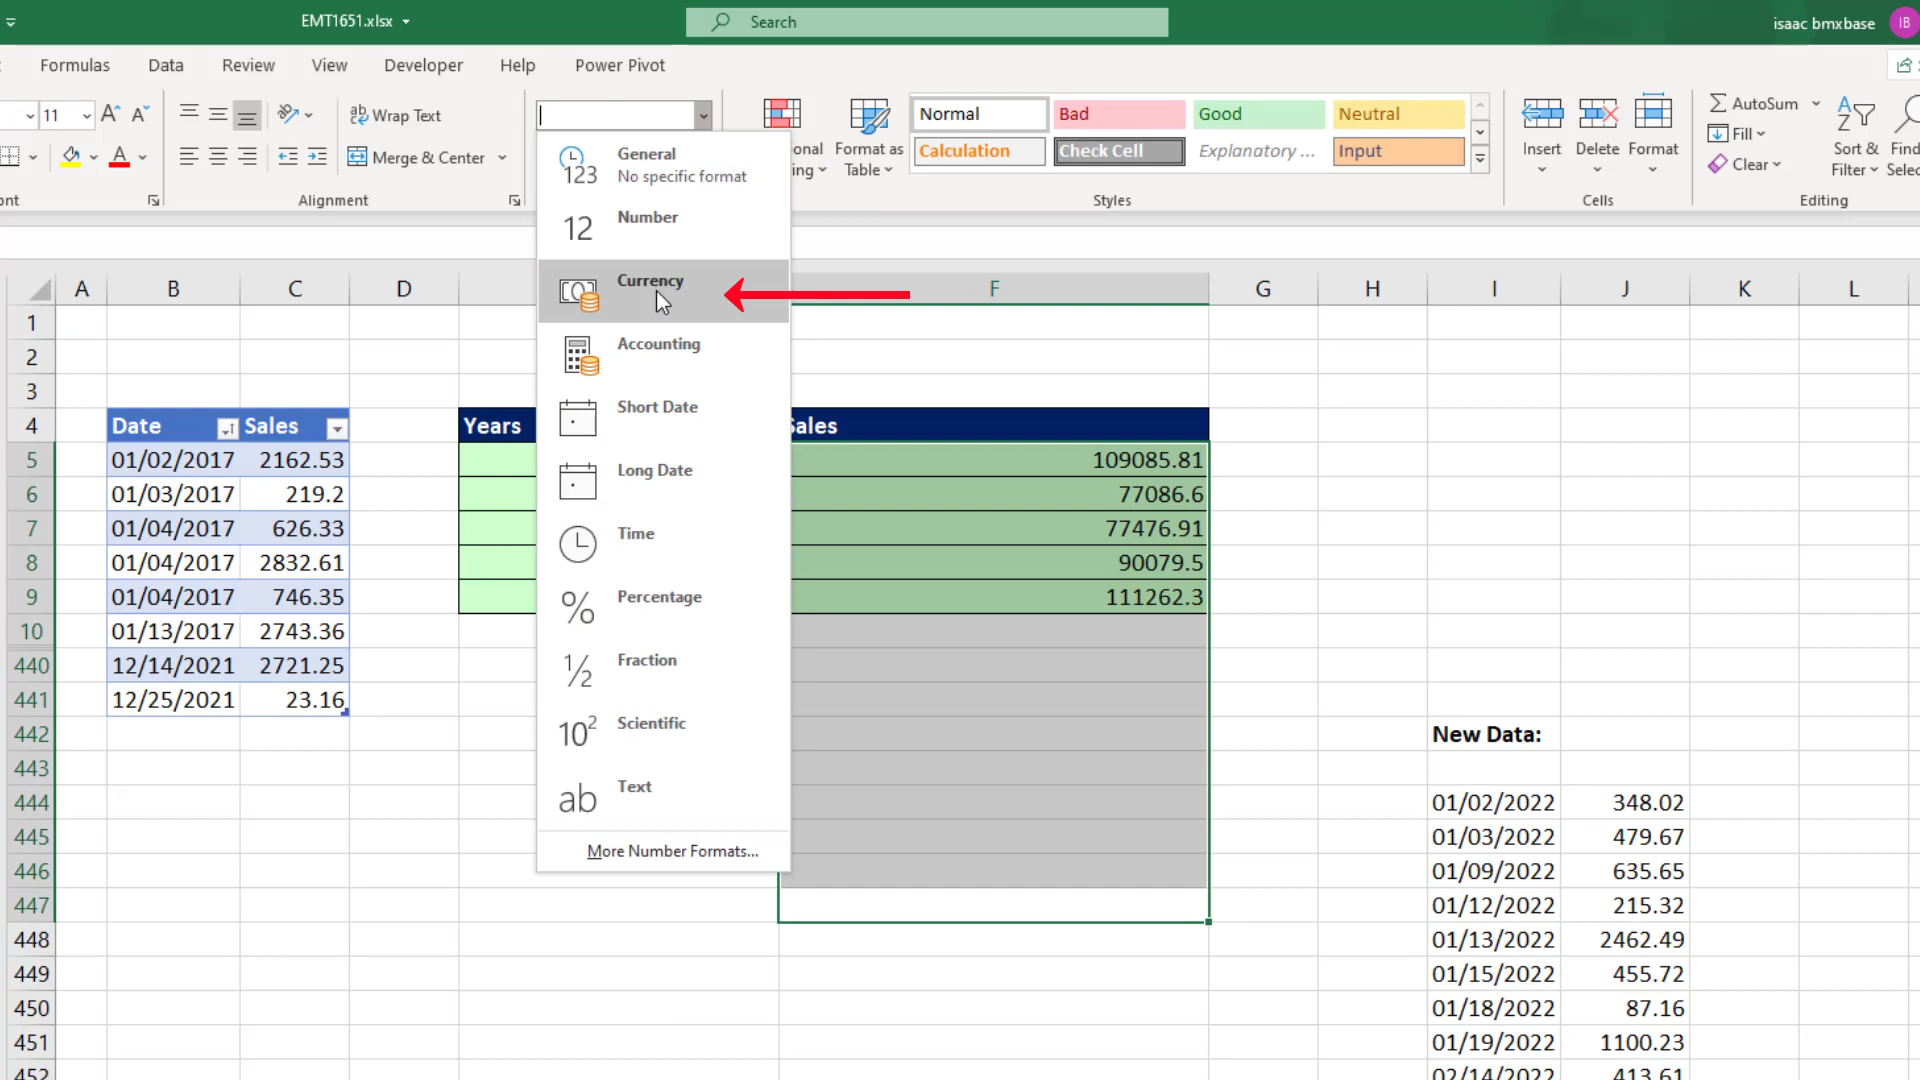 EMT1651.xlsx
Search
isaac bmxbase
IB
Formulas
Data
Review
View
Developer
Help
Power Pivot
11
Wrap Text
Merge & Center
Alignment
General
No specific format
Number
Currency
Accounting
Short Date
Long Date
Time
Percentage
Fraction
Scientific
Text
More Number Formats...
Format as
Table
Normal
Bad
Good
Neutral
Calculation
Check Cell
Explanatory ...
Input
Styles
Insert
Delete
Format
Cells
AutoSum
Fill
Clear
Sort &
Filter
Find
Selec
Editing
A B C D F G H I J K L
1
2
3
4 Date Sales Years Sales
5 01/02/2017 2162.53 109085.81
6 01/03/2017 219.2 77086.6
7 01/04/2017 626.33 77476.91
8 01/04/2017 2832.61 90079.5
9 01/04/2017 746.35 111262.3
10 01/13/2017 2743.36
440 12/14/2021 2721.25
441 12/25/2021 23.16
442 New Data:
443
444 01/02/2022 348.02
445 01/03/2022 479.67
446 01/09/2022 635.65
447 01/12/2022 215.32
448 01/13/2022 2462.49
449 01/15/2022 455.72
450 01/18/2022 87.16
451 01/19/2022 1100.23
452 02/14/2022 413.61